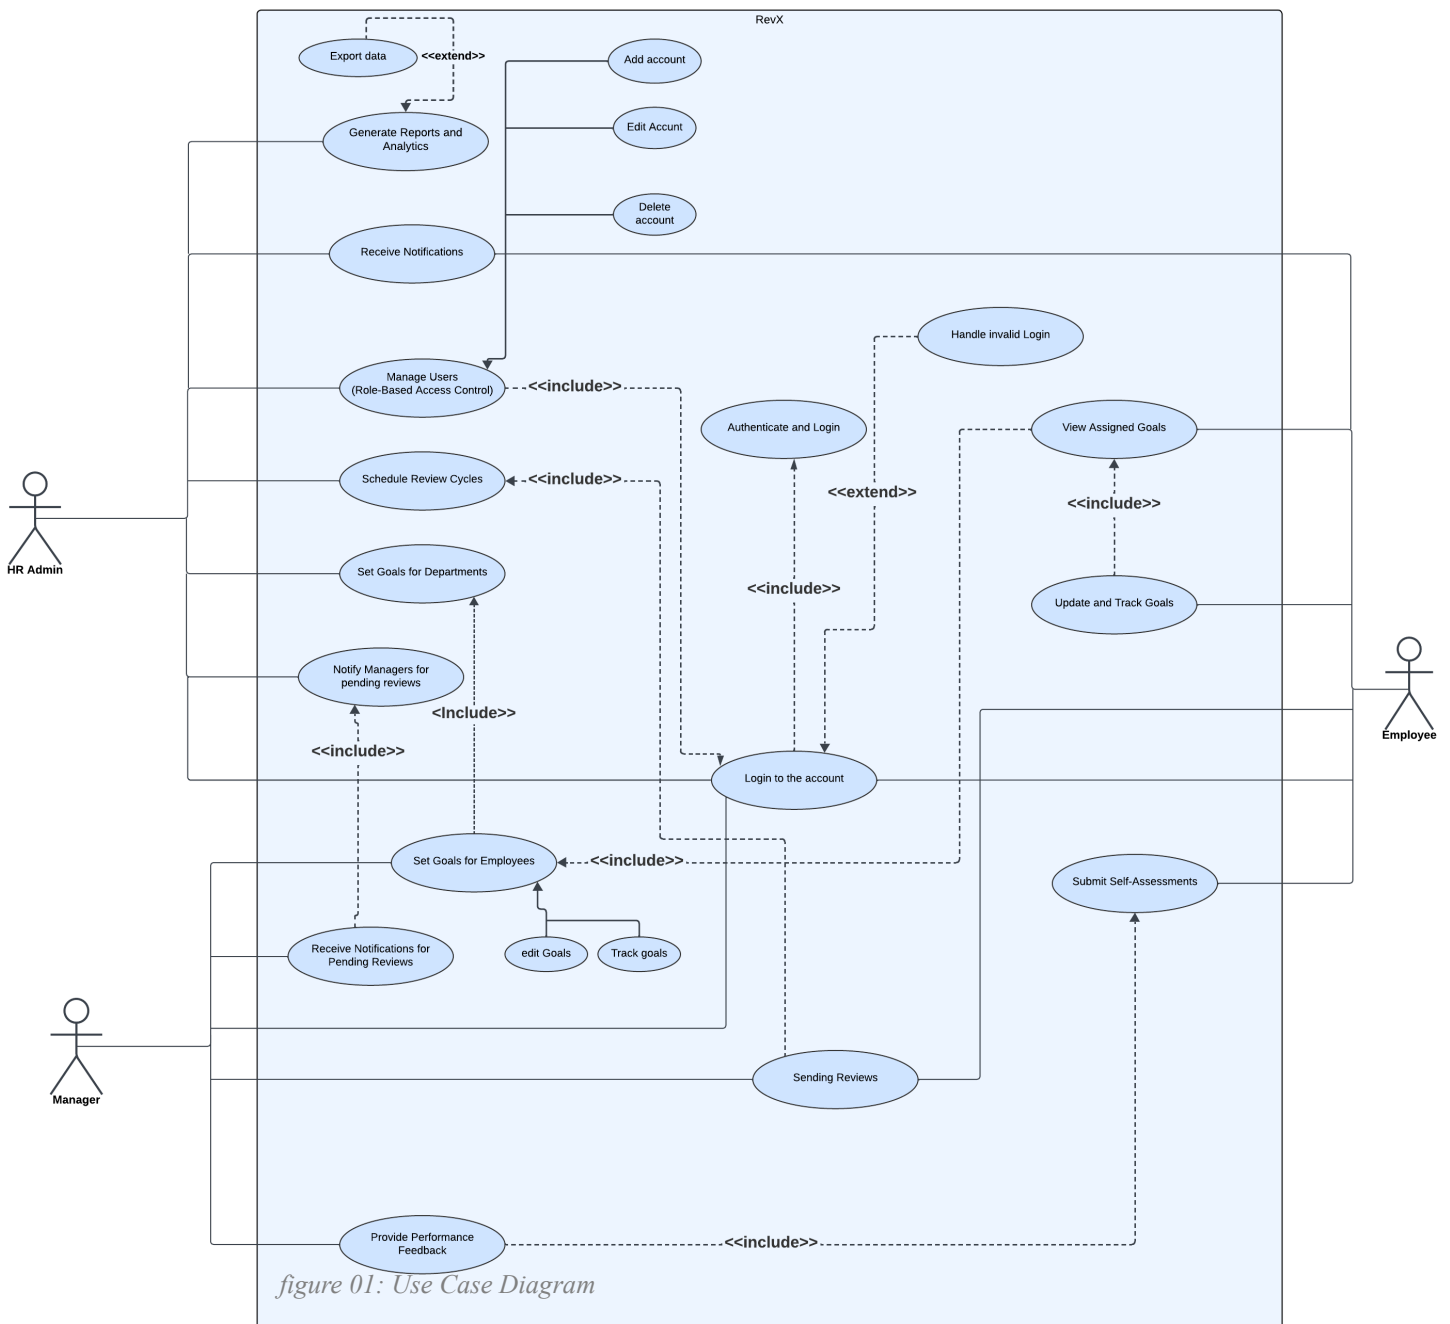 RevX
Export data
<<extend>>
Add account
Generate Reports and
Analytics
Edit Accunt
Delete
account
Receive Notifications
Handle invalid Login
Manage Users
(Role-Based Access Control)
<<include>>
Authenticate and Login
View Assigned Goals
Schedule Review Cycles
<<include>>
<<extend>>
<<include>>
HR Admin
Set Goals for Departments
<<include>>
Update and Track Goals
Notify Managers for
pending reviews
<Include>>
<<include>>
Employee
Login to the account
Set Goals for Employees
<<include>>
Submit Self-Assessments
Receive Notifications for
Pending Reviews
edit Goals
Track goals
Manager
Sending Reviews
Provide Performance
Feedback
<<include>>
figure 01: Use Case Diagram